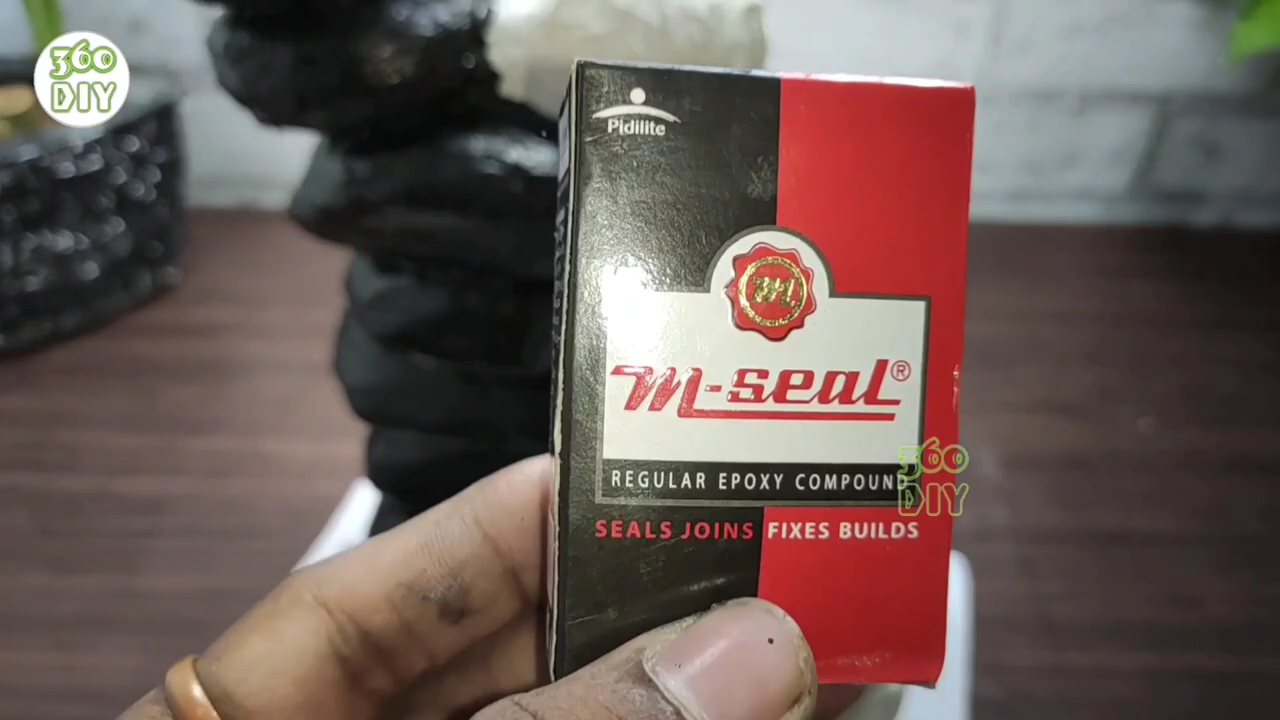 360
DIY
Pidilite
m-seal®
REGULAR EPOXY COMPOUND
SEALS JOINS FIXES BUILDS
360
DIY